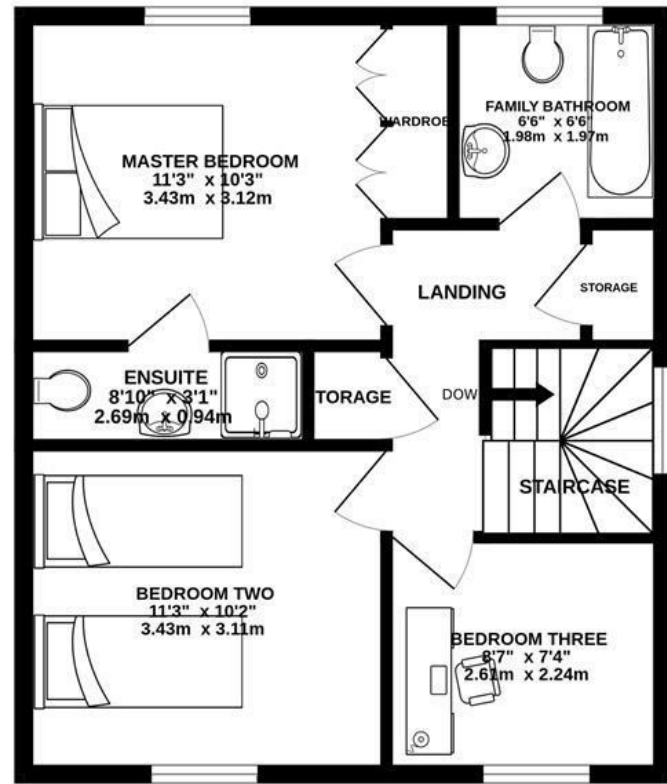 WARDROBE
FAMILY BATHROOM
6'6" x 6'6"
1.98m x 1.97m
MASTER BEDROOM
11'3" x 10'3"
3.43m x 3.12m
LANDING
STORAGE
ENSUITE
8'10" x 3'1"
2.69m x 0.94m
TORAGE
DOW
STAIRCASE
BEDROOM TWO
11'3" x 10'2"
3.43m x 3.11m
BEDROOM THREE
8'7" x 7'4"
2.61m x 2.24m